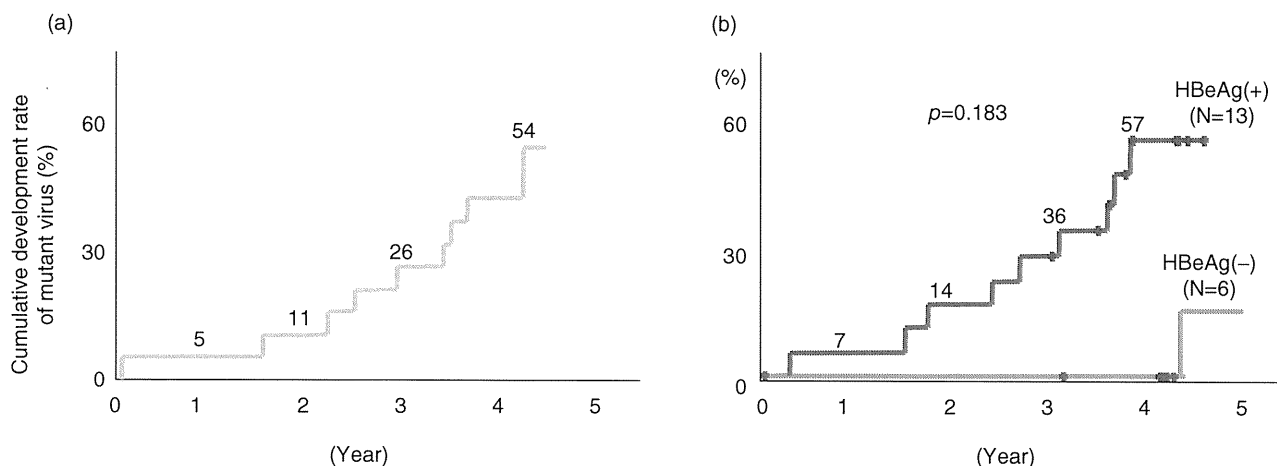 (a)
Cumulative development rate
of mutant virus (%)
60
30
0
5
11
26
54
0 1 2 3 4 5
(Year)
(b)
(%)
60
30
0
p=0.183
7
14
36
57
HBeAg(+)
(N=13)
HBeAg(−)
(N=6)
0 1 2 3 4 5
(Year)